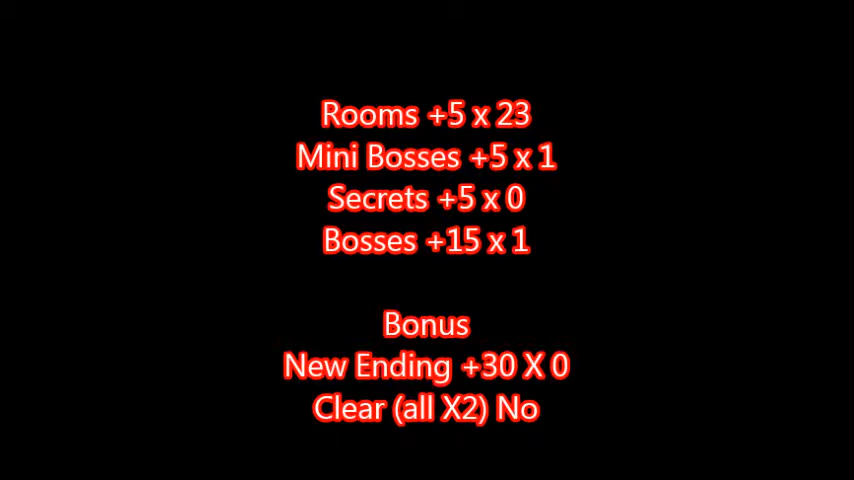 Rooms +5 x 23
Mini Bosses +5 x 1
Secrets +5 x 0
Bosses +15 x 1
Bonus
New Ending +30 X 0
Clear (all X2) No